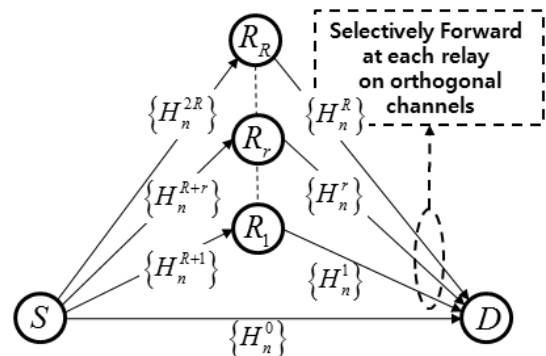 Selectively Forward
at each relay
on orthogonal
channels
R_R
{H_n^{2R}}
{H_n^R}
R_r
{H_n^{R+r}}
{H_n^r}
R_1
{H_n^{R+1}}
{H_n^1}
S
D
{H_n^0}